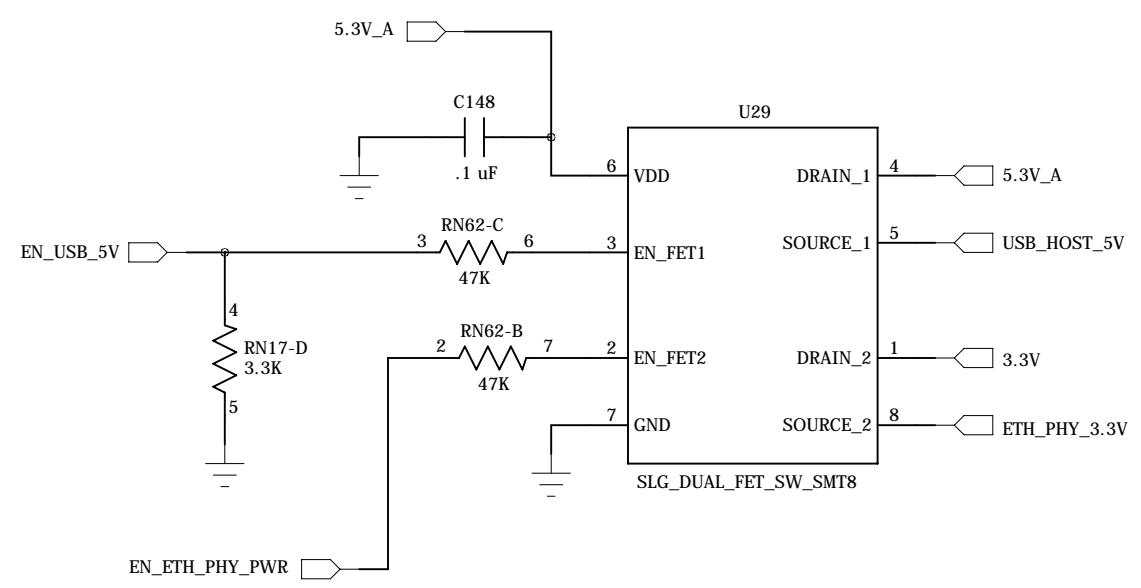 5.3V_A
C148
.1 uF
U29
6 VDD
DRAIN_1 4 5.3V_A
RN62-C
EN_USB_5V
3 6
47K
3 EN_FET1
SOURCE_1 5 USB_HOST_5V
4
RN17-D
3.3K
5
RN62-B
2 7
47K
2 EN_FET2
DRAIN_2 1 3.3V
7 GND
SOURCE_2 8 ETH_PHY_3.3V
SLG_DUAL_FET_SW_SMT8
EN_ETH_PHY_PWR